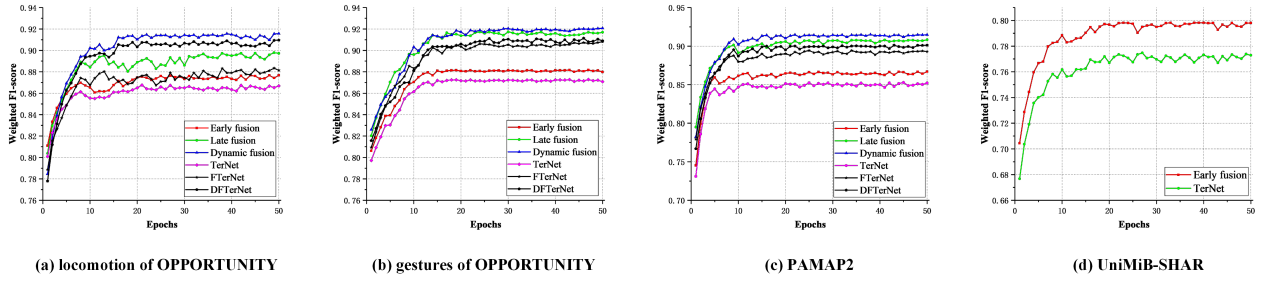 Weighted F1-score
0.94
0.92
0.90
0.88
0.86
0.84
0.82
0.80
0.78
0.76
0 10 20 30 40 50
Epochs
Early fusion
Late fusion
Dynamic fusion
TerNet
FTerNet
DFTerNet
(a) locomotion of OPPORTUNITY
Weighted F1-score
0.94
0.92
0.90
0.88
0.86
0.84
0.82
0.80
0.78
0.76
0 10 20 30 40 50
Epochs
Early fusion
Late fusion
Dynamic fusion
TerNet
FTerNet
DFTerNet
(b) gestures of OPPORTUNITY
Weighted F1-score
0.95
0.90
0.85
0.80
0.75
0.70
0 10 20 30 40 50
Epochs
Early fusion
Late fusion
Dynamic fusion
TerNet
FTerNet
DFTerNet
(c) PAMAP2
Weighted F1-score
0.80
0.78
0.76
0.74
0.72
0.70
0.68
0.66
0 10 20 30 40 50
Epochs
Early fusion
TerNet
(d) UniMiB-SHAR